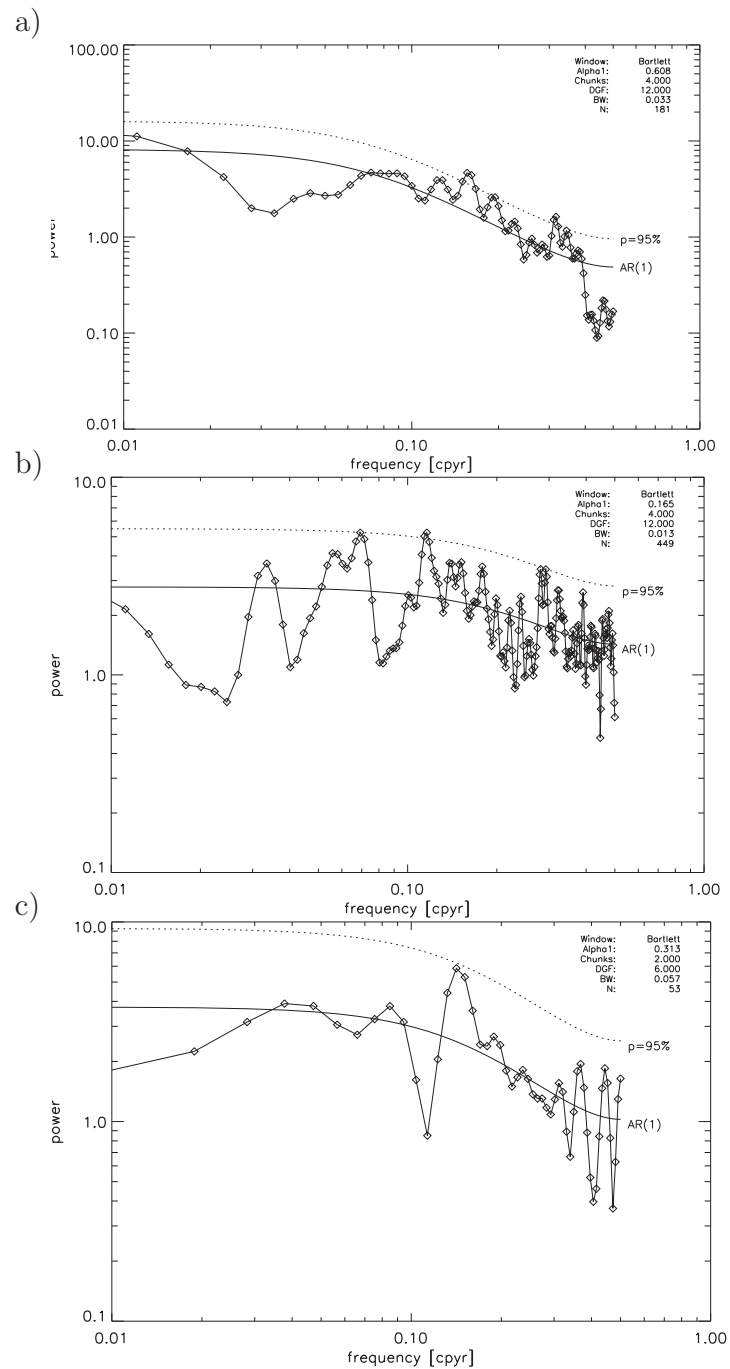 a)
100.00
10.00
1.00
0.10
0.01
power
Window: Bartlett
Alpha1: 0.608
Chunks: 4.000
DGF: 12.000
BW: 0.033
N: 181
p=95%
AR(1)
0.01 0.10 1.00
frequency [cpyr]
b)
10.0
1.0
0.1
power
Window: Bartlett
Alpha1: 0.165
Chunks: 4.000
DGF: 12.000
BW: 0.013
N: 449
p=95%
AR(1)
0.01 0.10 1.00
frequency [cpyr]
c)
10.0
1.0
0.1
power
Window: Bartlett
Alpha1: 0.313
Chunks: 2.000
DGF: 6.000
BW: 0.057
N: 53
p=95%
AR(1)
0.01 0.10 1.00
frequency [cpyr]